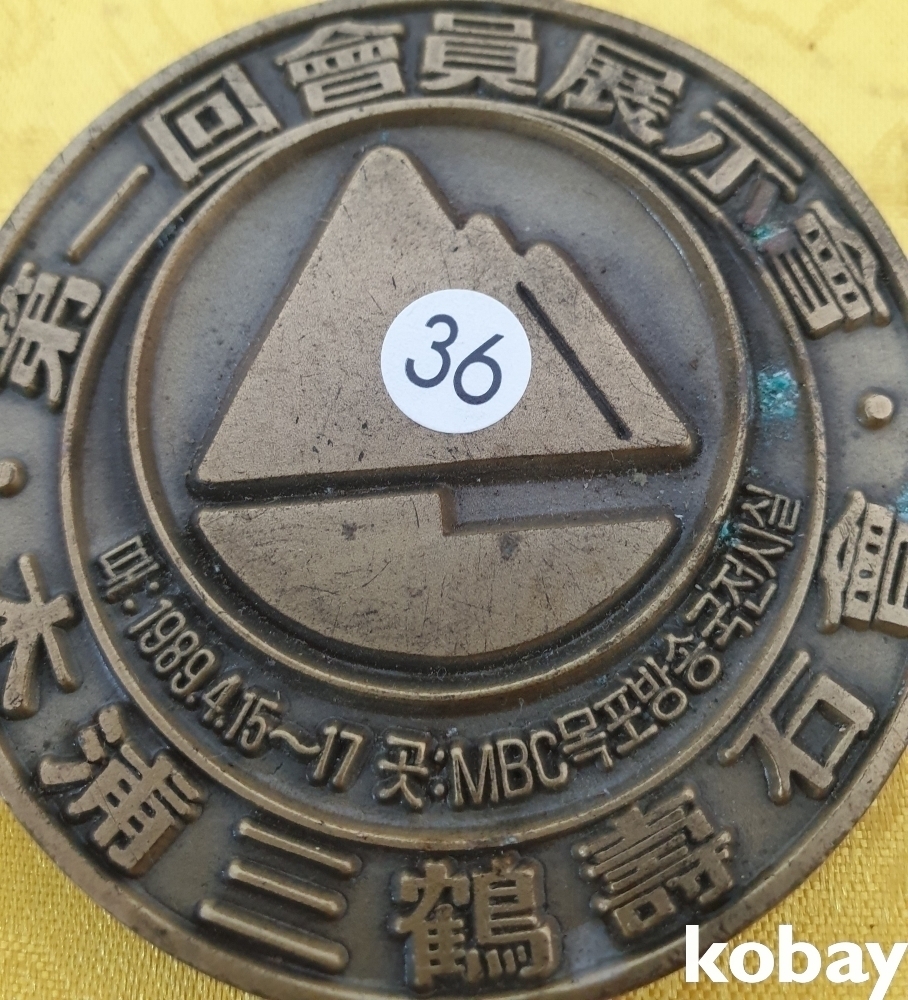 第一回會員展示會
36
때:1989.4.15~17 곳:MBC목포방송국전시실
木浦三鶴壽石會
kobay